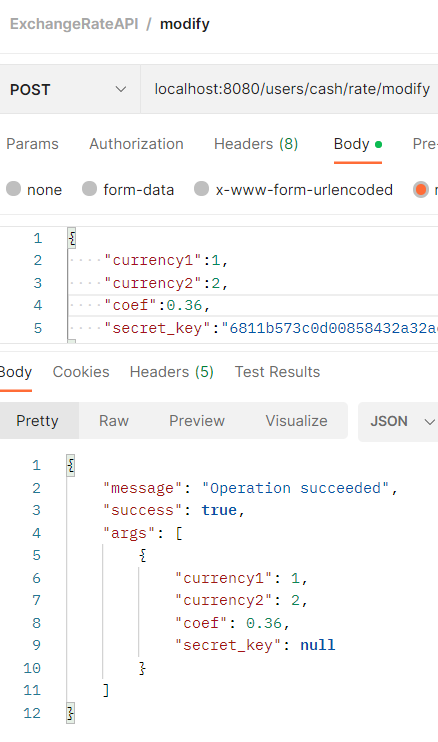 ExchangeRateAPI / modify
POST localhost:8080/users/cash/rate/modify
Params Authorization Headers (8) Body Pre-
none form-data x-www-form-urlencoded
1 {
2 "currency1":1,
3 "currency2":2,
4 "coef":0.36,
5 "secret_key":"6811b573c0d00858432a32a
Body Cookies Headers (5) Test Results
Pretty Raw Preview Visualize JSON
1 {
2 "message": "Operation succeeded",
3 "success": true,
4 "args": [
5 {
6 "currency1": 1,
7 "currency2": 2,
8 "coef": 0.36,
9 "secret_key": null
10 }
11 ]
12 }